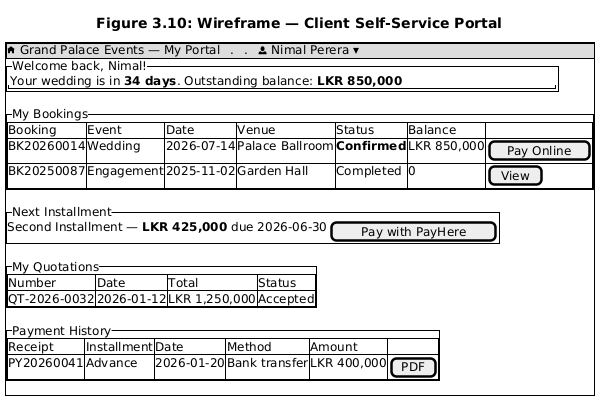 Figure 3.10: Wireframe — Client Self-Service Portal
Grand Palace Events — My Portal . . Nimal Perera ▾
Welcome back, Nimal!
Your wedding is in 34 days. Outstanding balance: LKR 850,000
My Bookings
Booking Event Date Venue Status Balance
BK20260014 Wedding 2026-07-14 Palace Ballroom Confirmed LKR 850,000 Pay Online
BK20250087 Engagement 2025-11-02 Garden Hall Completed 0 View
Next Installment
Second Installment — LKR 425,000 due 2026-06-30 Pay with PayHere
My Quotations
Number Date Total Status
QT-2026-0032 2026-01-12 LKR 1,250,000 Accepted
Payment History
Receipt Installment Date Method Amount
PY20260041 Advance 2026-01-20 Bank transfer LKR 400,000 PDF